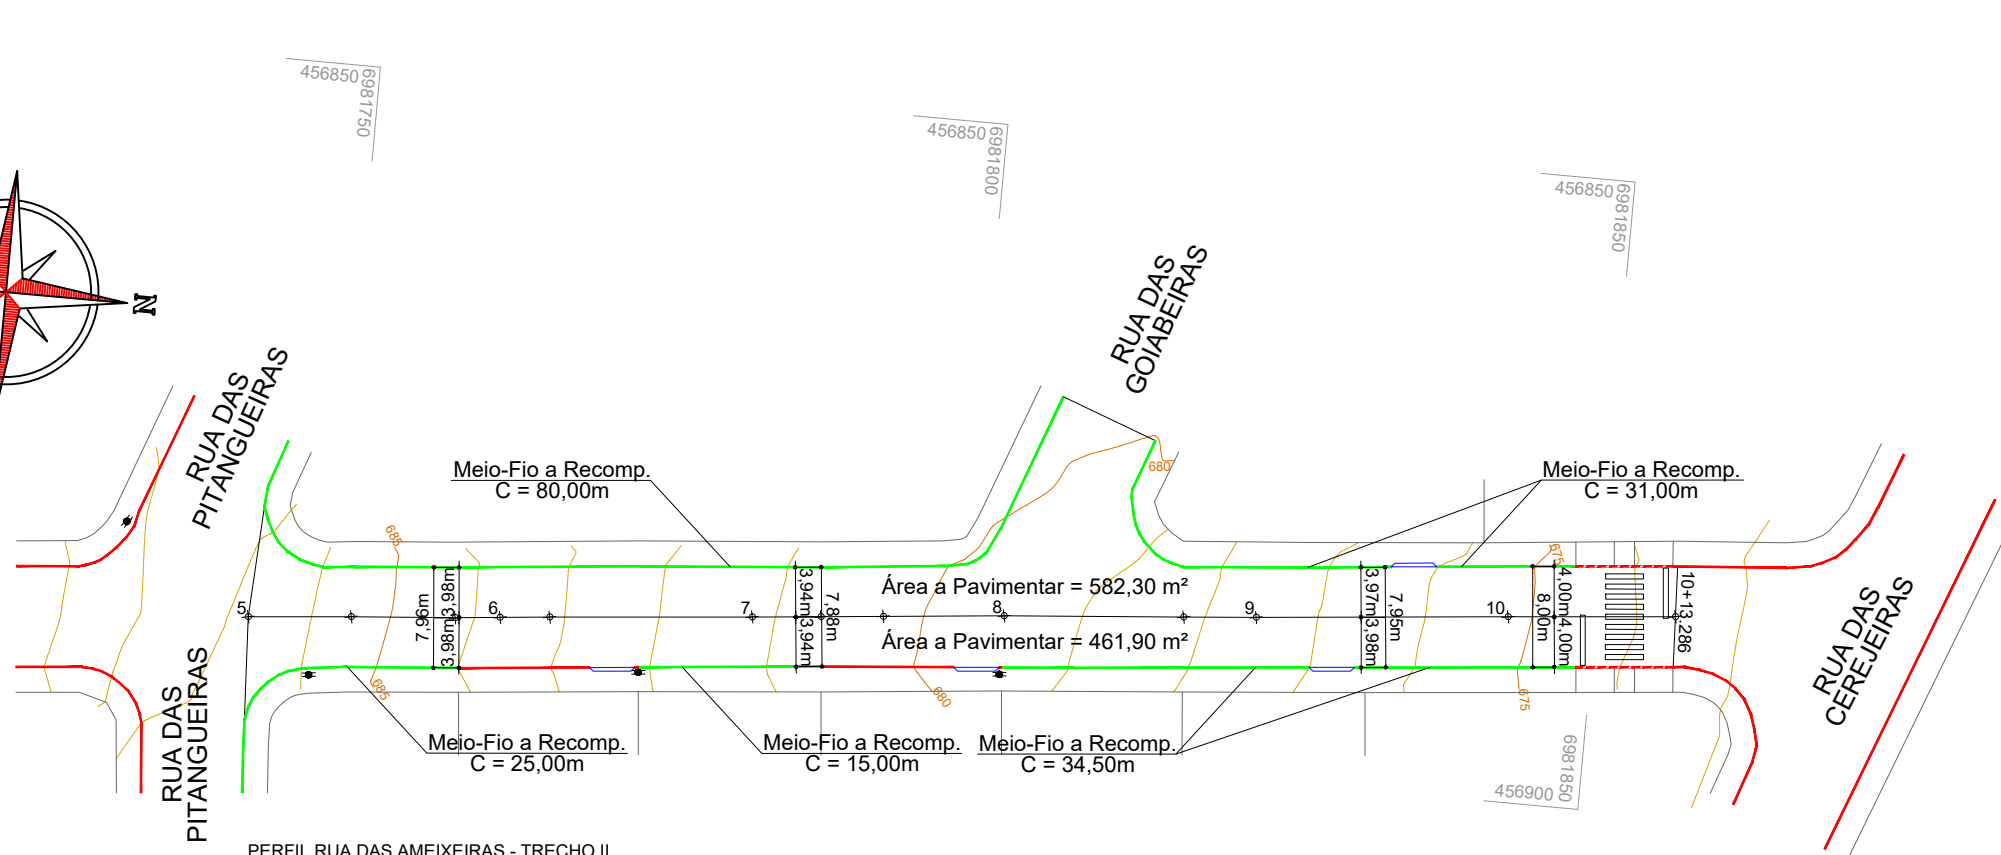 456850
6981750
456850
6981800
456850
6981850
N
RUA DAS
GOIABEIRAS
RUA DAS
PITANGUEIRAS
Meio-Fio a Recomp.
C = 80,00m
680
Meio-Fio a Recomp.
C = 31,00m
685
675
Área a Pavimentar = 582,30 m²
5
6
7
8
9
10
10+13.286
7,96m
3,98m
3,98m
3,94m
3,94m
7,88m
3,97m
3,98m
7,95m
8,00m
4,00m
4,00m
Área a Pavimentar = 461,90 m²
RUA DAS
CEREJEIRAS
685
680
675
RUA DAS
PITANGUEIRAS
Meio-Fio a Recomp.
C = 25,00m
Meio-Fio a Recomp.
C = 15,00m
Meio-Fio a Recomp.
C = 34,50m
456900
6981850
PERFIL RUA DAS AMEIXEIRAS - TRECHO II